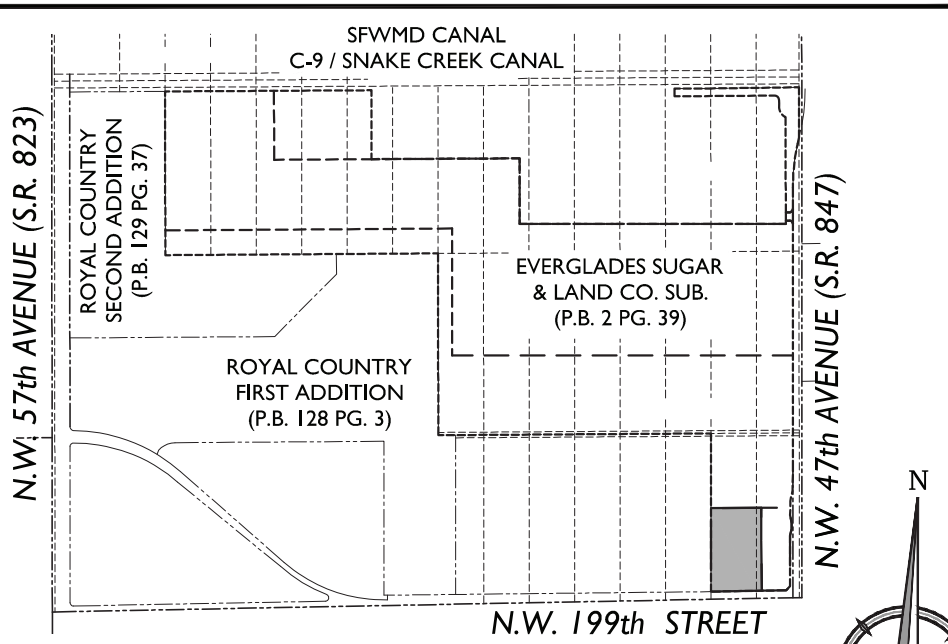 SFWMD CANAL
C-9 / SNAKE CREEK CANAL
N.W. 57th AVENUE (S.R. 823)
ROYAL COUNTRY
SECOND ADDITION
(P.B. 129 PG. 37)
EVERGLADES SUGAR
& LAND CO. SUB.
(P.B. 2 PG. 39)
N.W. 47th AVENUE (S.R. 847)
ROYAL COUNTRY
FIRST ADDITION
(P.B. 128 PG. 3)
N
N.W. 199th STREET